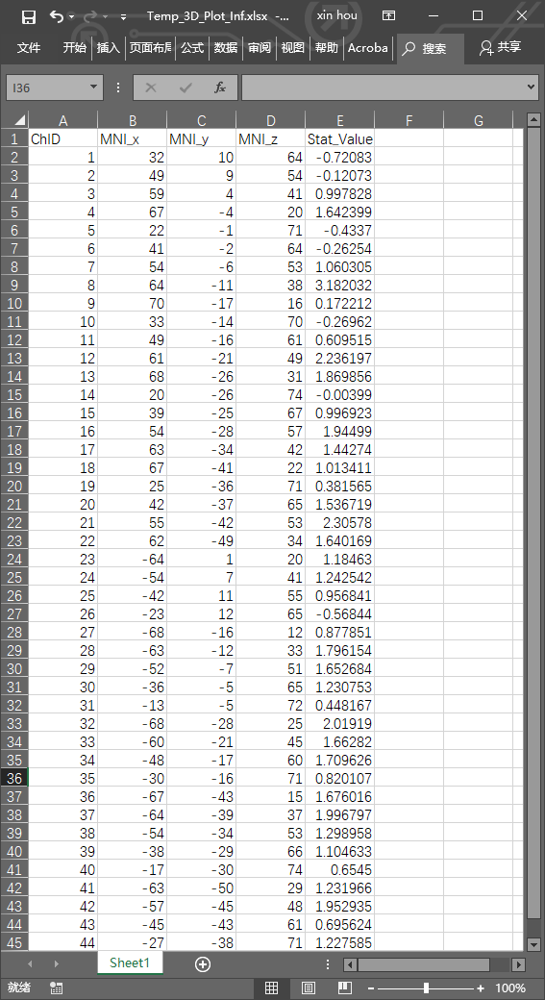 Temp_3D_Plot_Inf.xlsx -... xin hou
文件 开始 插入 页面布局 公式 数据 审阅 视图 帮助 Acroba 搜索 共享
I36 fx
A B C D E F G
1 ChID MNI_x MNI_y MNI_z Stat_Value
2 1 32 10 64 -0.72083
3 2 49 9 54 -0.12073
4 3 59 4 41 0.997828
5 4 67 -4 20 1.642399
6 5 22 -1 71 -0.4337
7 6 41 -2 64 -0.26254
8 7 54 -6 53 1.060305
9 8 64 -11 38 3.182032
10 9 70 -17 16 0.172212
11 10 33 -14 70 -0.26962
12 11 49 -16 61 0.609515
13 12 61 -21 49 2.236197
14 13 68 -26 31 1.869856
15 14 20 -26 74 -0.00399
16 15 39 -25 67 0.996923
17 16 54 -28 57 1.94499
18 17 63 -34 42 1.44274
19 18 67 -41 22 1.013411
20 19 25 -36 71 0.381565
21 20 42 -37 65 1.536719
22 21 55 -42 53 2.30578
23 22 62 -49 34 1.640169
24 23 -64 1 20 1.18463
25 24 -54 7 41 1.242542
26 25 -42 11 55 0.956841
27 26 -23 12 65 -0.56844
28 27 -68 -16 12 0.877851
29 28 -63 -12 33 1.796154
30 29 -52 -7 51 1.652684
31 30 -36 -5 65 1.230753
32 31 -13 -5 72 0.448167
33 32 -68 -28 25 2.01919
34 33 -60 -21 45 1.66282
35 34 -48 -17 60 1.709626
36 35 -30 -16 71 0.820107
37 36 -67 -43 15 1.676016
38 37 -64 -39 37 1.996797
39 38 -54 -34 53 1.298958
40 39 -38 -29 66 1.104633
41 40 -17 -30 74 0.6545
42 41 -63 -50 29 1.231966
43 42 -57 -45 48 1.952935
44 43 -45 -43 61 0.695624
45 44 -27 -38 71 1.227585
Sheet1
就绪 100%